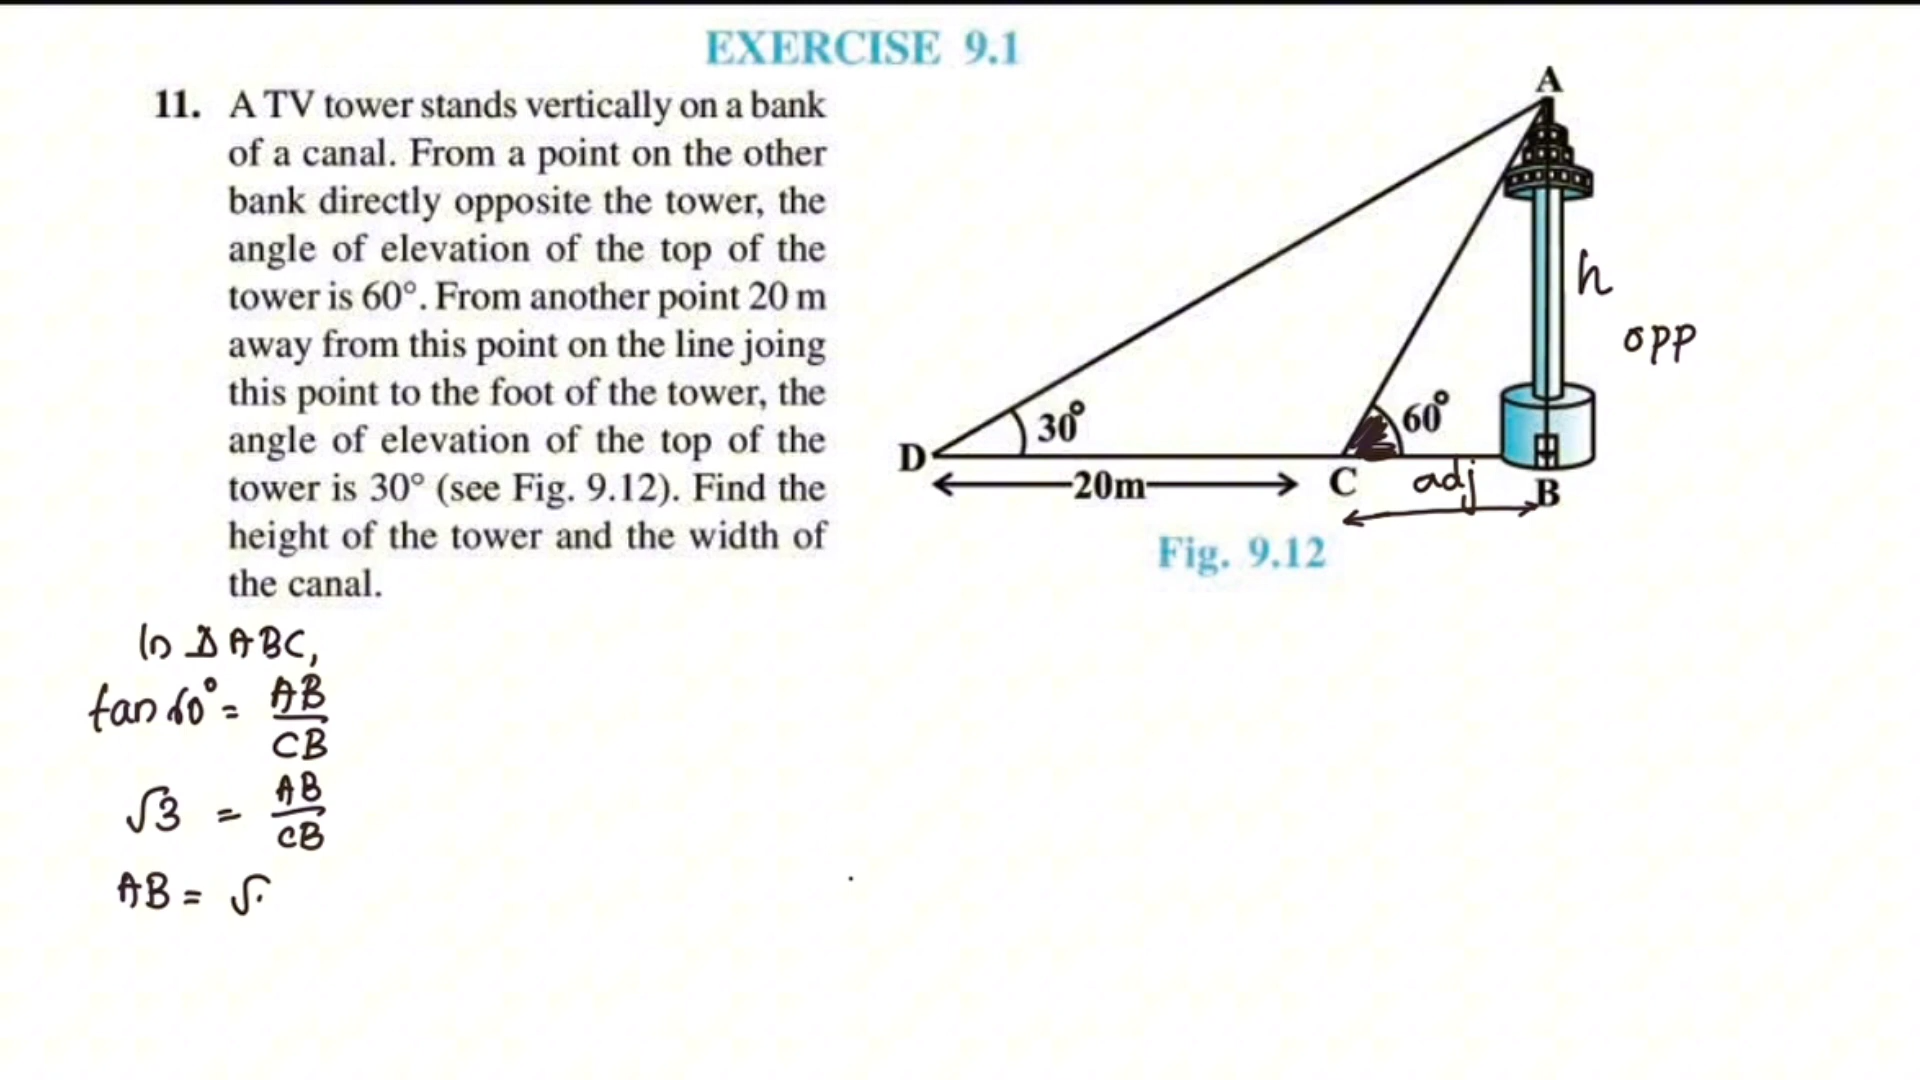 EXERCISE 9.1
11. A TV tower stands vertically on a bank
of a canal. From a point on the other
bank directly opposite the tower, the
angle of elevation of the top of the
tower is 60°. From another point 20 m
away from this point on the line joing
this point to the foot of the tower, the
angle of elevation of the top of the
tower is 30° (see Fig. 9.12). Find the
height of the tower and the width of
the canal.
A
h
opp
30°
60°
D
20m
C
adj
B
Fig. 9.12
In Δ ABC,
tan 60° = AB
CB
√3 = AB
CB
AB = √